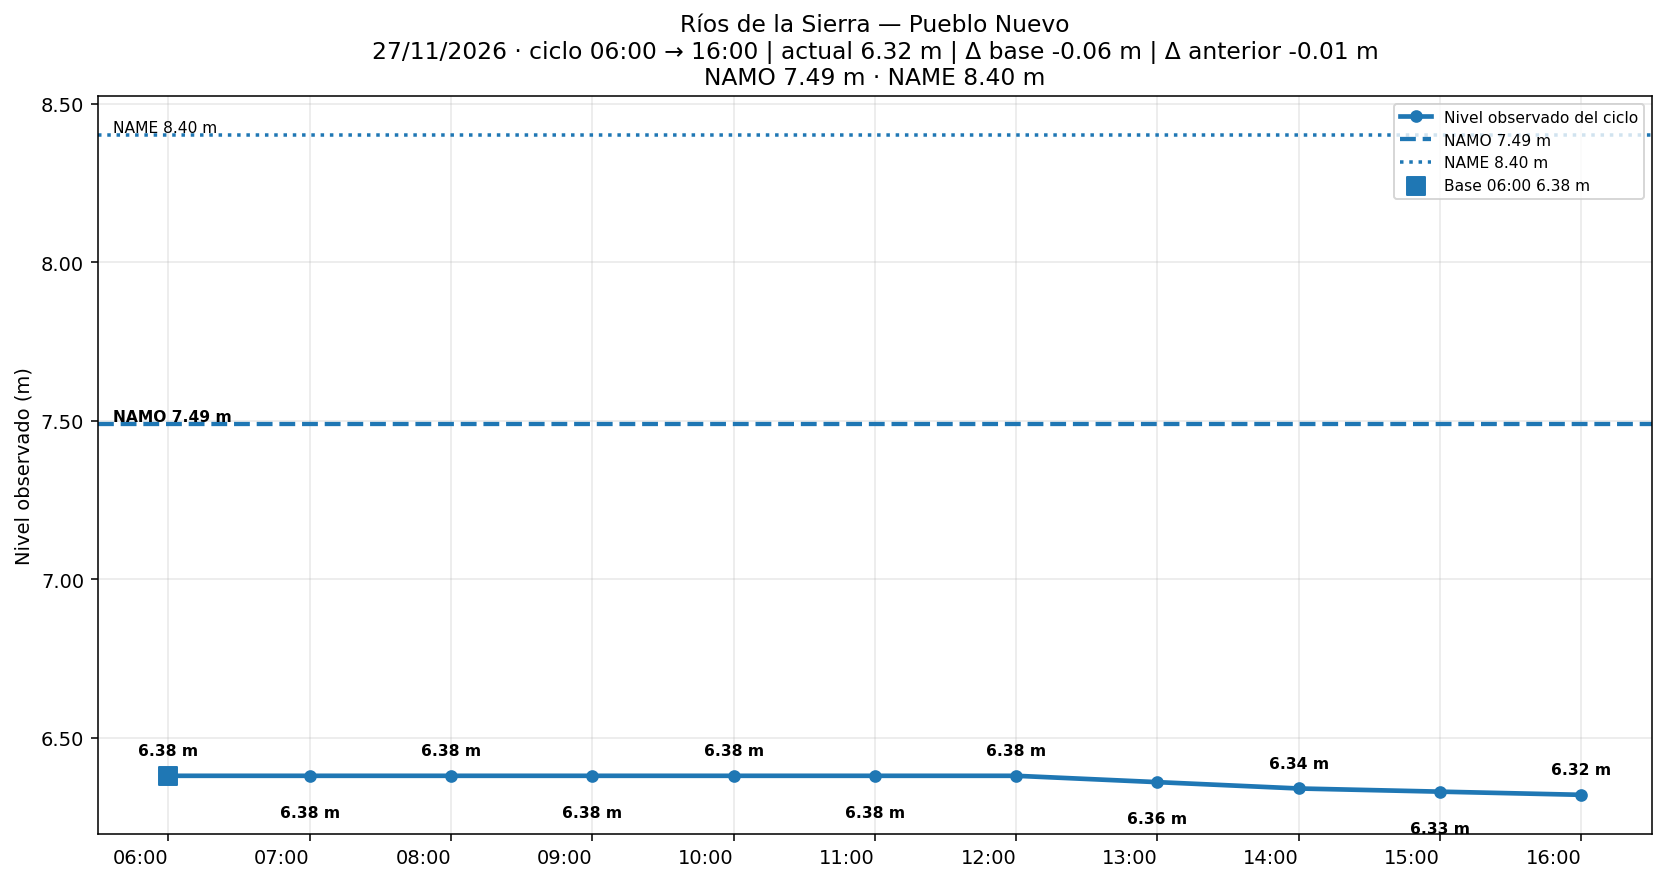 Ríos de la Sierra — Pueblo Nuevo
27/11/2026 · ciclo 06:00 → 16:00 | actual 6.32 m | Δ base -0.06 m | Δ anterior -0.01 m
NAMO 7.49 m · NAME 8.40 m
Nivel observado (m)
8.50
8.00
7.50
7.00
6.50
NAME 8.40 m
NAMO 7.49 m
Nivel observado del ciclo
NAMO 7.49 m
NAME 8.40 m
Base 06:00 6.38 m
6.38 m
6.38 m
6.38 m
6.38 m
6.38 m
6.38 m
6.38 m
6.36 m
6.34 m
6.33 m
6.32 m
06:00
07:00
08:00
09:00
10:00
11:00
12:00
13:00
14:00
15:00
16:00